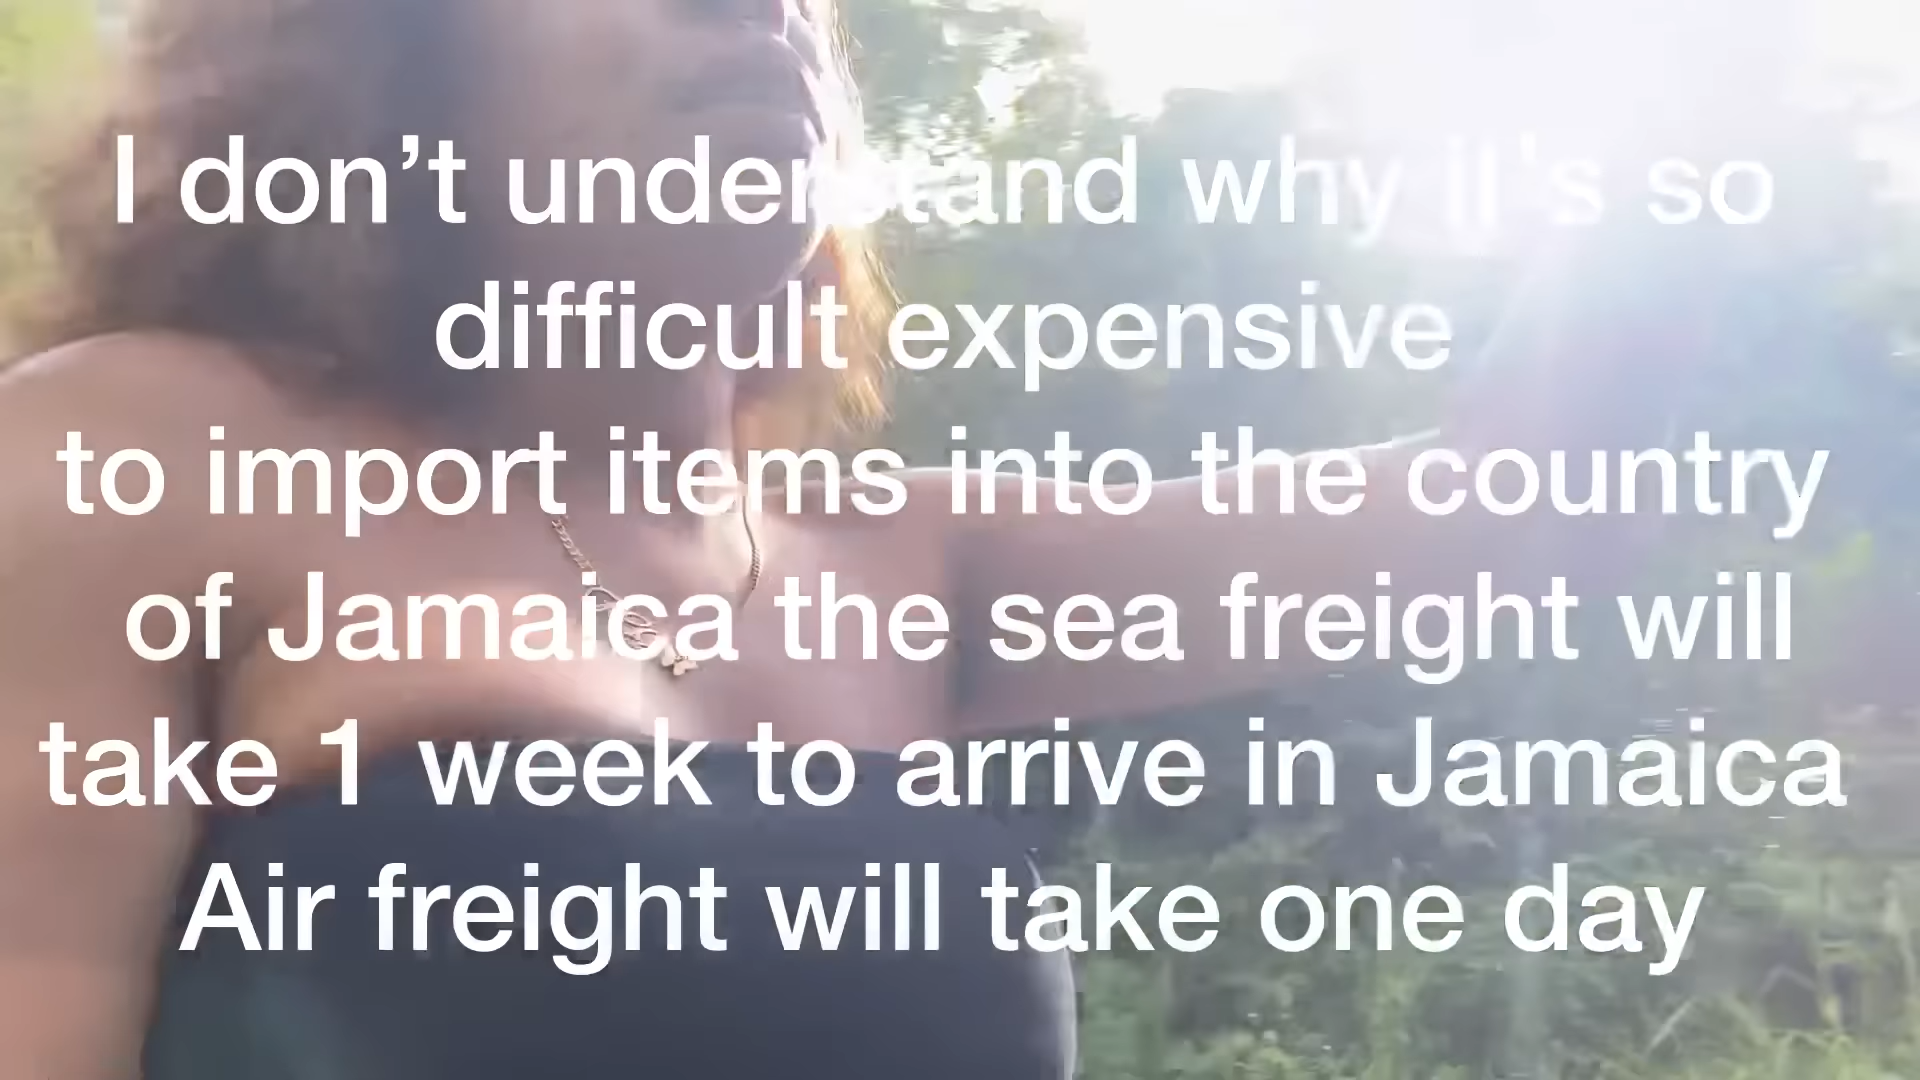 I don’t understand why it's so
difficult expensive
to import items into the country
of Jamaica the sea freight will
take 1 week to arrive in Jamaica
Air freight will take one day